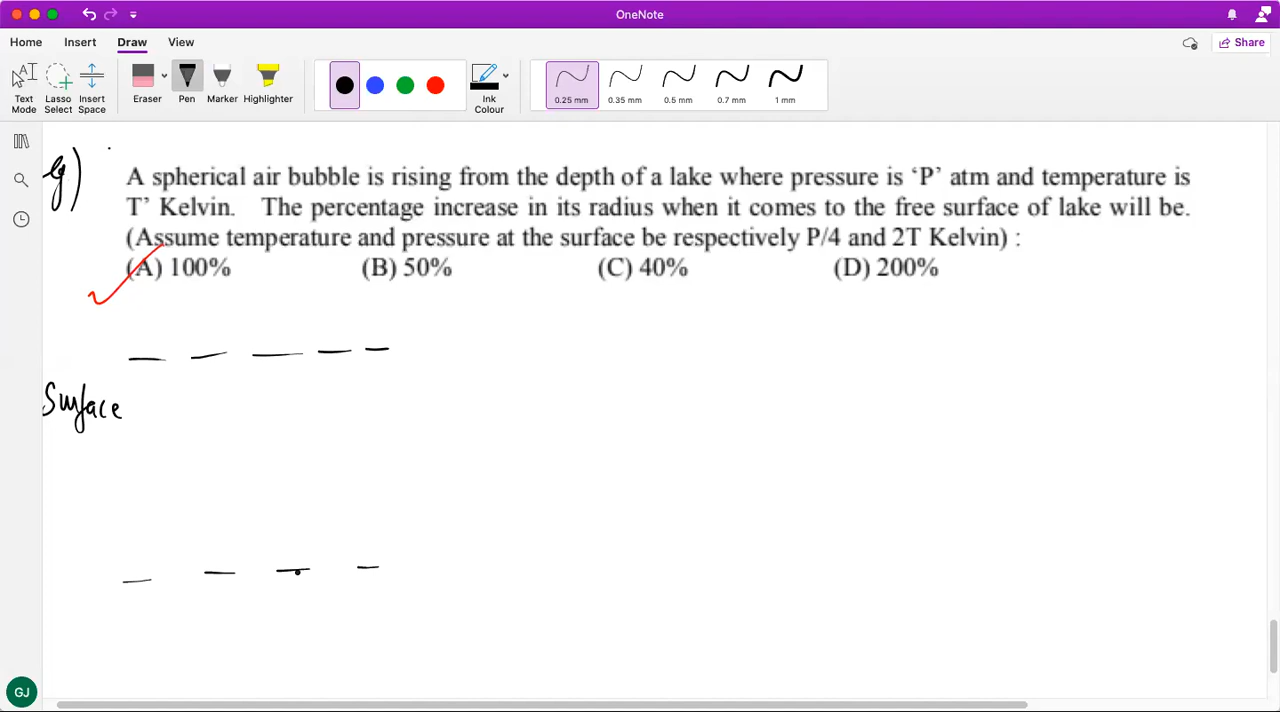 OneNote
Home Insert Draw View
Share
Text Mode
Lasso Select
Insert Space
Eraser
Pen
Marker
Highlighter
Ink Colour
0.25 mm
0.35 mm
0.5 mm
0.7 mm
1 mm
eg)
A spherical air bubble is rising from the depth of a lake where pressure is ‘P’ atm and temperature is
T’ Kelvin. The percentage increase in its radius when it comes to the free surface of lake will be.
(Assume temperature and pressure at the surface be respectively P/4 and 2T Kelvin) :
(A) 100% (B) 50% (C) 40% (D) 200%
Surface
GJ